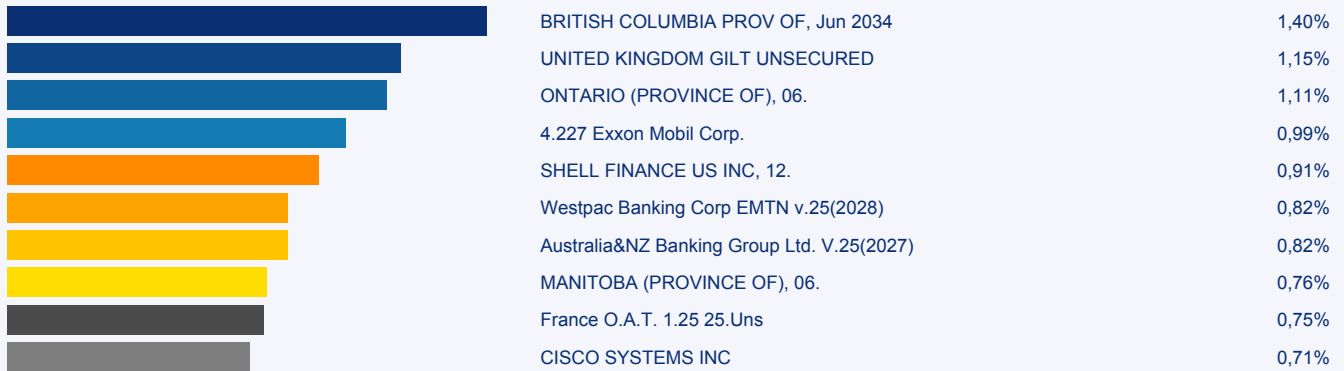 BRITISH COLUMBIA PROV OF, Jun 2034 1,40%
UNITED KINGDOM GILT UNSECURED 1,15%
ONTARIO (PROVINCE OF), 06. 1,11%
4.227 Exxon Mobil Corp. 0,99%
SHELL FINANCE US INC, 12. 0,91%
Westpac Banking Corp EMTN v.25(2028) 0,82%
Australia&NZ Banking Group Ltd. V.25(2027) 0,82%
MANITOBA (PROVINCE OF), 06. 0,76%
France O.A.T. 1.25 25.Uns 0,75%
CISCO SYSTEMS INC 0,71%